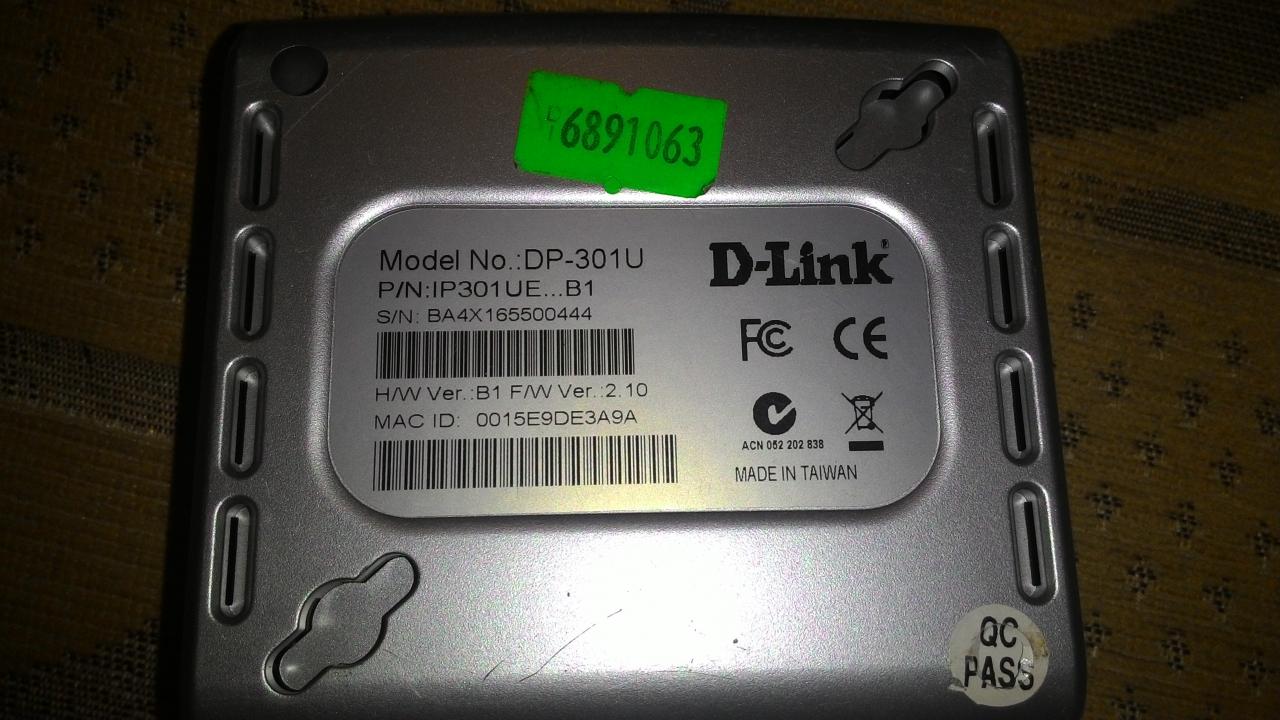 6891063
Model No.:DP-301U
P/N:IP301UE...B1
S/N: BA4X165500444
H/W Ver.:B1 F/W Ver.:2.10
MAC ID: 0015E9DE3A9A
D-Link
FC CE
ACN 052 202 838
MADE IN TAIWAN
QC
PASS